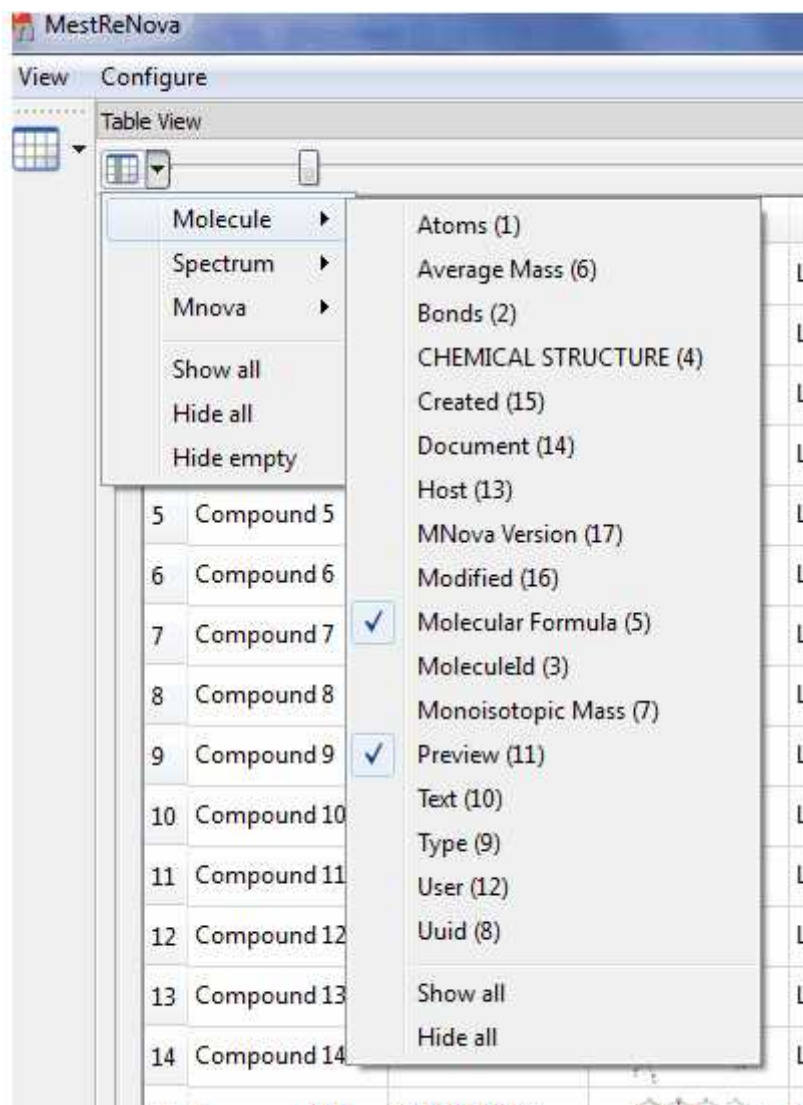 MestReNova
View Configure
Table View
Molecule
Spectrum
Mnova
Show all
Hide all
Hide empty
Atoms (1)
Average Mass (6)
Bonds (2)
CHEMICAL STRUCTURE (4)
Created (15)
Document (14)
Host (13)
MNova Version (17)
Modified (16)
Molecular Formula (5)
MoleculeId (3)
Monoisotopic Mass (7)
Preview (11)
Text (10)
Type (9)
User (12)
Uuid (8)
Show all
Hide all
5 Compound 5
6 Compound 6
7 Compound 7
8 Compound 8
9 Compound 9
10 Compound 10
11 Compound 11
12 Compound 12
13 Compound 13
14 Compound 14